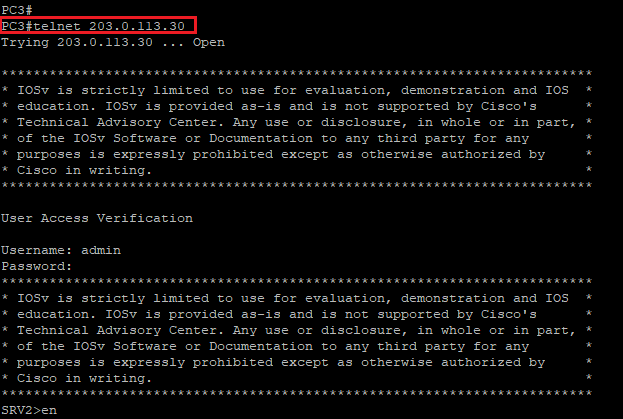 PC3#
PC3#telnet 203.0.113.30
Trying 203.0.113.30 ... Open
**************************************************************************
* IOSv is strictly limited to use for evaluation, demonstration and IOS  *
* education. IOSv is provided as-is and is not supported by Cisco's      *
* Technical Advisory Center. Any use or disclosure, in whole or in part, *
* of the IOSv Software or Documentation to any third party for any       *
* purposes is expressly prohibited except as otherwise authorized by     *
* Cisco in writing.                                                      *
**************************************************************************
User Access Verification
Username: admin
Password:
**************************************************************************
* IOSv is strictly limited to use for evaluation, demonstration and IOS  *
* education. IOSv is provided as-is and is not supported by Cisco's      *
* Technical Advisory Center. Any use or disclosure, in whole or in part, *
* of the IOSv Software or Documentation to any third party for any       *
* purposes is expressly prohibited except as otherwise authorized by     *
* Cisco in writing.                                                      *
**************************************************************************
SRV2>en